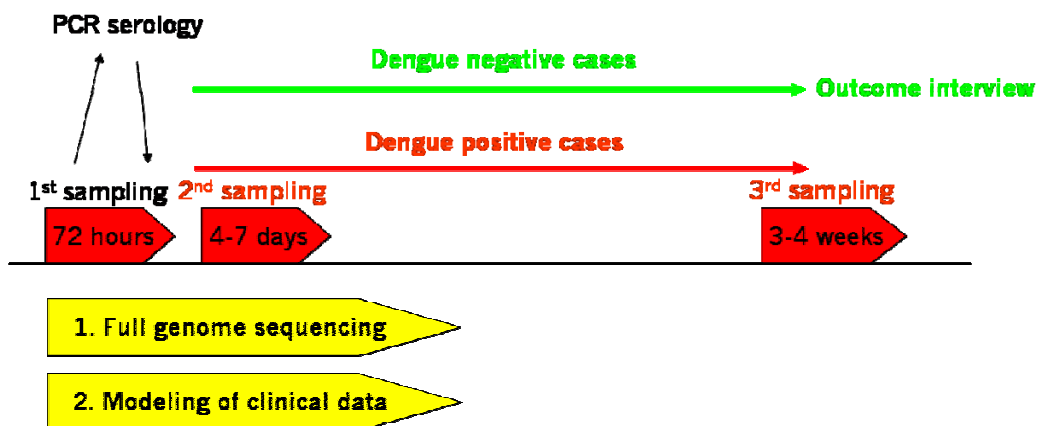 PCR serology
Dengue negative cases
Outcome interview
Dengue positive cases
1st sampling
2nd sampling
3rd sampling
72 hours
4-7 days
3-4 weeks
1. Full genome sequencing
2. Modeling of clinical data